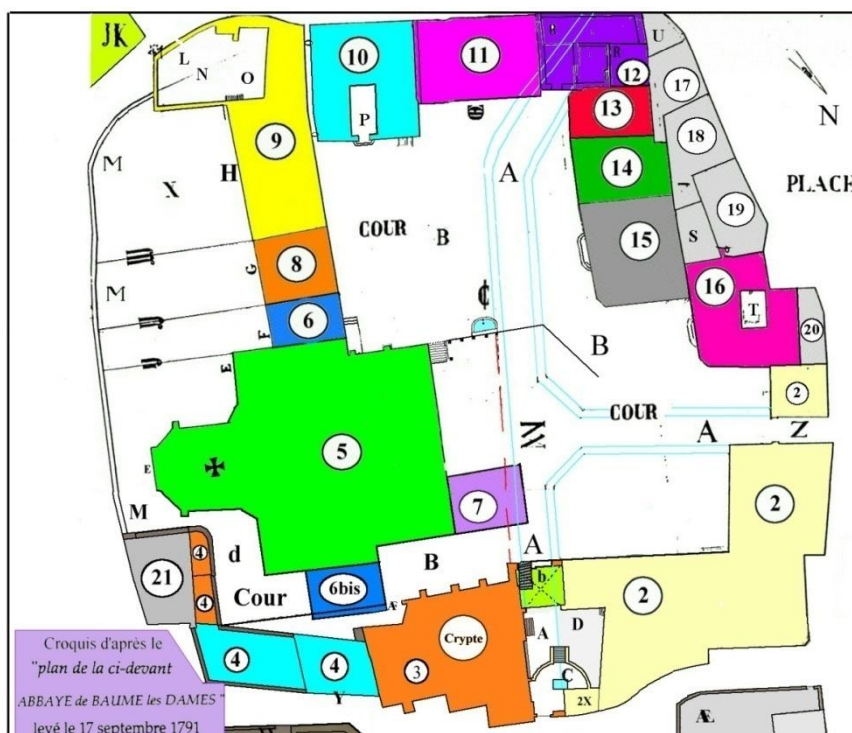 JK
L
N
O
10
P
11
R
12
U
13
17
18
N
PLACE
M
X
H
9
A
14
19
COUR
B
15
S
G
8
16
T
M
F
6
20
B
E
2
COUR
5
A
Z
E
M
7
2
d
B
A
4
21
b
Cour
6bis
Æ
2
4
Crypte
A
D
3
C
4
4
2X
Y
Æ
Croquis d'après le
"plan de la ci-devant
ABBAYE de BAUME les DAMES "
levé le 17 septembre 1791